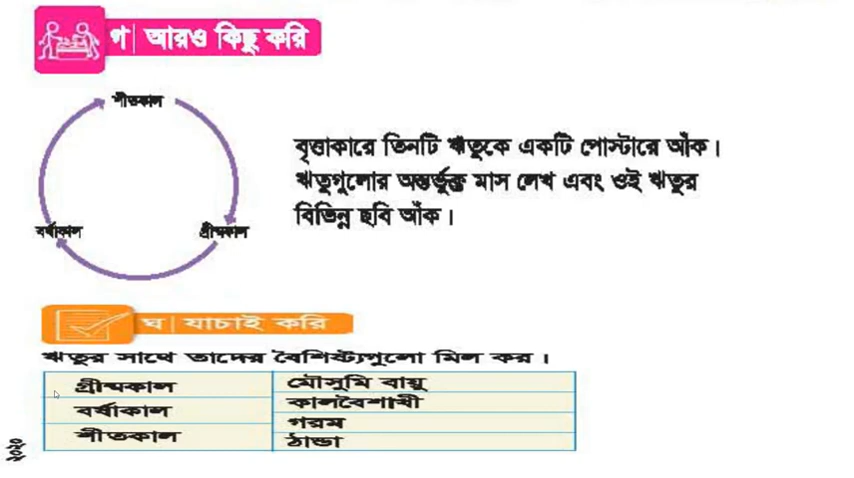 গ | আরও কিছু করি
শীতকাল
বৃত্তাকারে তিনটি ঋতুকে একটি পোস্টারে আঁক।
ঋতুগুলোর অন্তর্ভুক্ত মাস লেখ এবং ওই ঋতুর
বিভিন্ন ছবি আঁক।
বর্ষাকাল
গ্রীষ্মকাল
ঘ | যাচাই করি
ঋতুর সাথে তাদের বৈশিষ্ট্যগুলো মিল কর।
গ্রীষ্মকাল
বর্ষাকাল
শীতকাল
মৌসুমি বায়ু
কালবৈশাখী
গরম
ঠান্ডা
২০২০